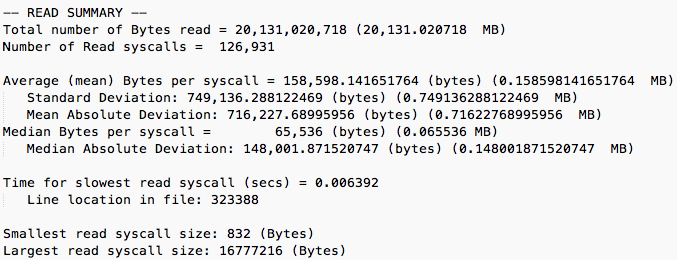 -- READ SUMMARY --
Total number of Bytes read = 20,131,020,718 (20,131.020718  MB)
Number of Read syscalls =  126,931
Average (mean) Bytes per syscall = 158,598.141651764 (bytes) (0.158598141651764  MB)
Standard Deviation: 749,136.288122469 (bytes) (0.749136288122469  MB)
Mean Absolute Deviation: 716,227.68995956 (bytes) (0.71622768995956  MB)
Median Bytes per syscall =        65,536 (bytes) (0.065536 MB)
Median Absolute Deviation: 148,001.871520747 (bytes) (0.148001871520747  MB)
Time for slowest read syscall (secs) = 0.006392
Line location in file: 323388
Smallest read syscall size: 832 (Bytes)
Largest read syscall size: 16777216 (Bytes)